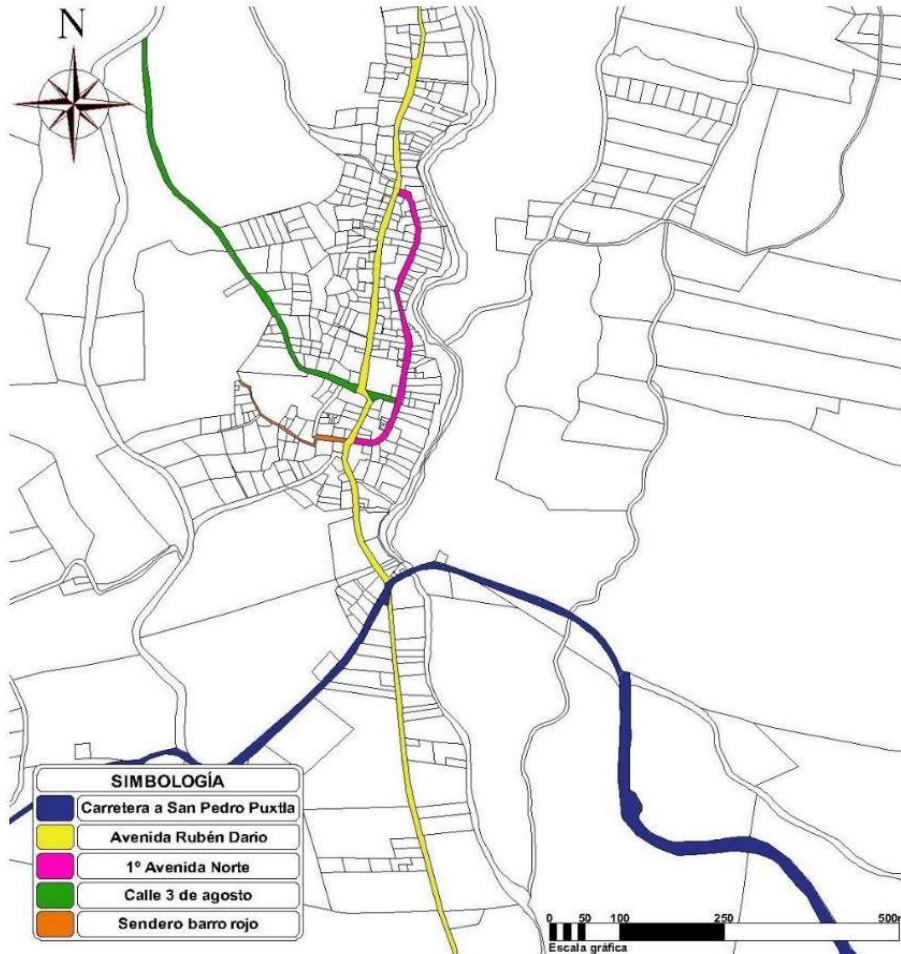 N
SIMBOLOGÍA
Carretera a San Pedro Puxtla
Avenida Rubén Dario
1º Avenida Norte
Calle 3 de agosto
Sendero barro rojo
0 50 100 250 500m
Escala gráfica